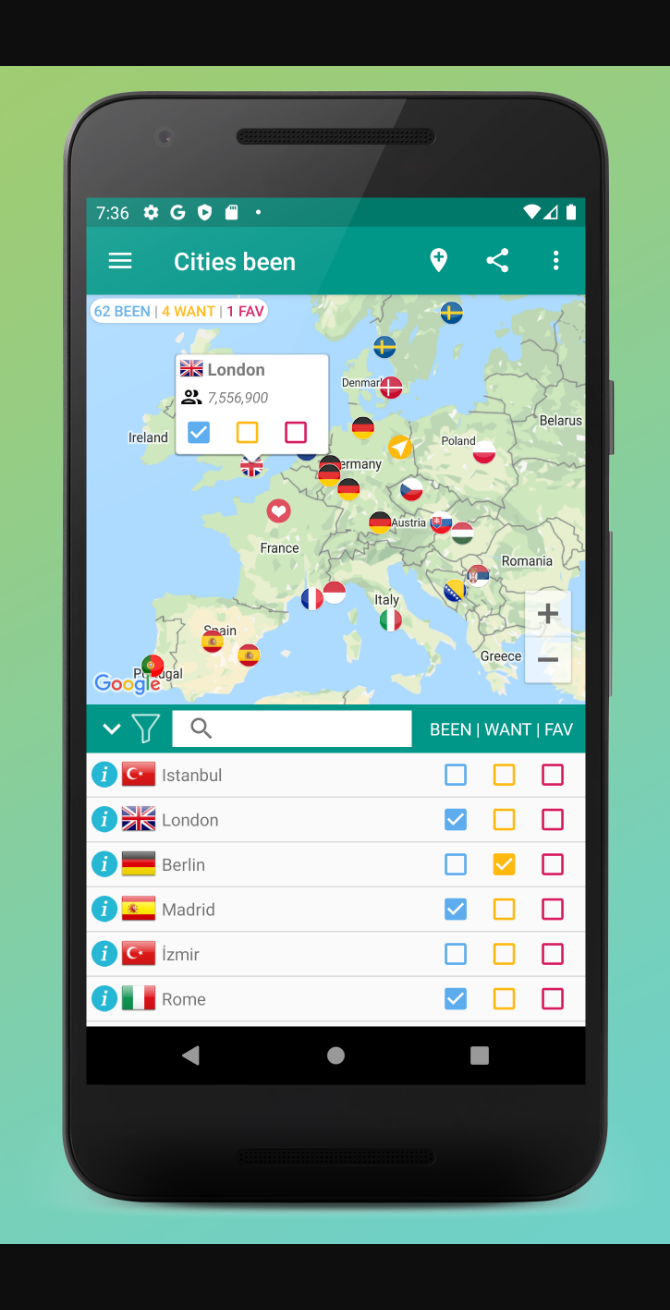 7:36
Cities been
62 BEEN | 4 WANT | 1 FAV
London
7,556,900
Denmark
Belarus
Ireland
Poland
Germany
Austria
France
Romania
Italy
Spain
Greece
Portugal
Google
+
−
BEEN | WANT | FAV
i Istanbul
i London
i Berlin
i Madrid
i İzmir
i Rome